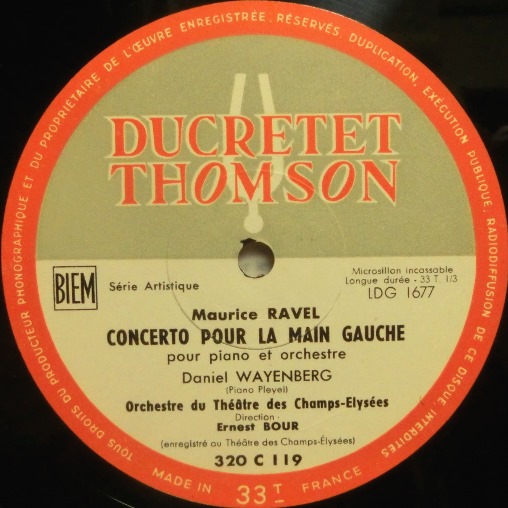 TOUS DROITS DU PRODUCTEUR PHONOGRAPHIQUE ET DU PROPRIÉTAIRE DE L'ŒUVRE ENREGISTRÉE, RÉSERVÉS DUPLICATION, EXÉCUTION PUBLIQUE, RADIODIFFUSION DE CE DISQUE, INTERDITES
DUCRETET
THOMSON
BIEM
Série Artistique
Microsillon incassable
Longue durée - 33 T. 1/3
LDG 1677
Maurice RAVEL
CONCERTO POUR LA MAIN GAUCHE
pour piano et orchestre
Daniel WAYENBERG
(Piano Pleyel)
Orchestre du Théâtre des Champs-Elysées
Direction :
Ernest BOUR
(enregistré au Théâtre des Champs-Élysées)
320 C 119
MADE IN 33T FRANCE